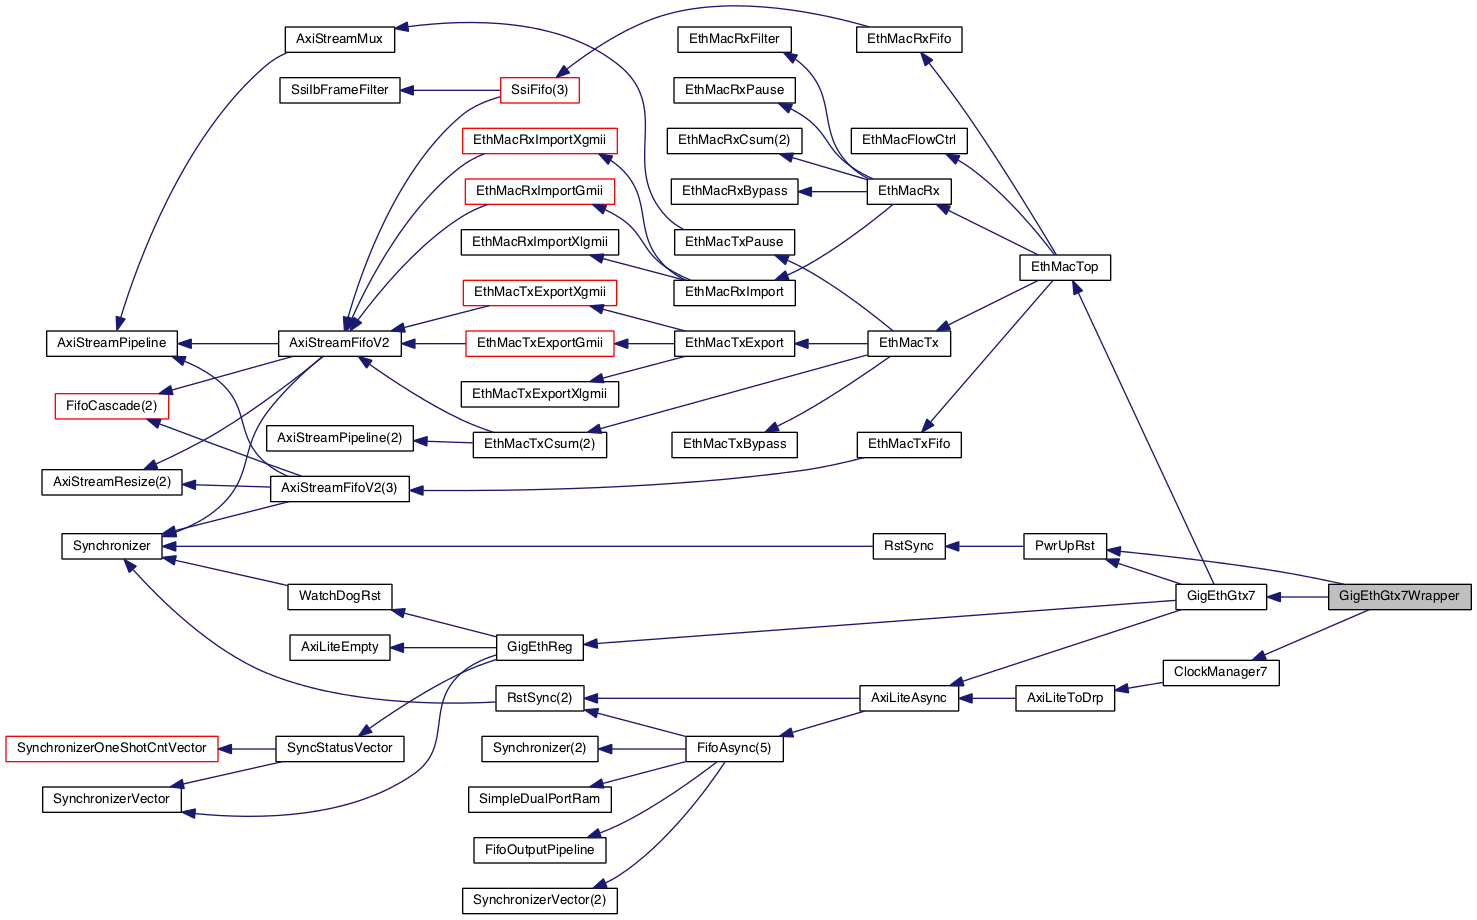 AxiStreamMux
EthMacRxFilter
EthMacRxFifo
SsiIbFrameFilter
SsiFifo(3)
EthMacRxPause
EthMacRxImportXgmii
EthMacRxCsum(2)
EthMacFlowCtrl
EthMacRxImportGmii
EthMacRxBypass
EthMacRx
EthMacRxImportXlgmii
EthMacTxPause
EthMacTop
EthMacTxExportXgmii
EthMacRxImport
AxiStreamPipeline
AxiStreamFifoV2
EthMacTxExportGmii
EthMacTxExport
EthMacTx
EthMacTxExportXlgmii
FifoCascade(2)
AxiStreamPipeline(2)
EthMacTxCsum(2)
EthMacTxBypass
EthMacTxFifo
AxiStreamResize(2)
AxiStreamFifoV2(3)
Synchronizer
RstSync
PwrUpRst
WatchDogRst
GigEthGtx7
GigEthGtx7Wrapper
AxiLiteEmpty
GigEthReg
ClockManager7
RstSync(2)
AxiLiteAsync
AxiLiteToDrp
SynchronizerOneShotCntVector
SyncStatusVector
Synchronizer(2)
FifoAsync(5)
SynchronizerVector
SimpleDualPortRam
FifoOutputPipeline
SynchronizerVector(2)